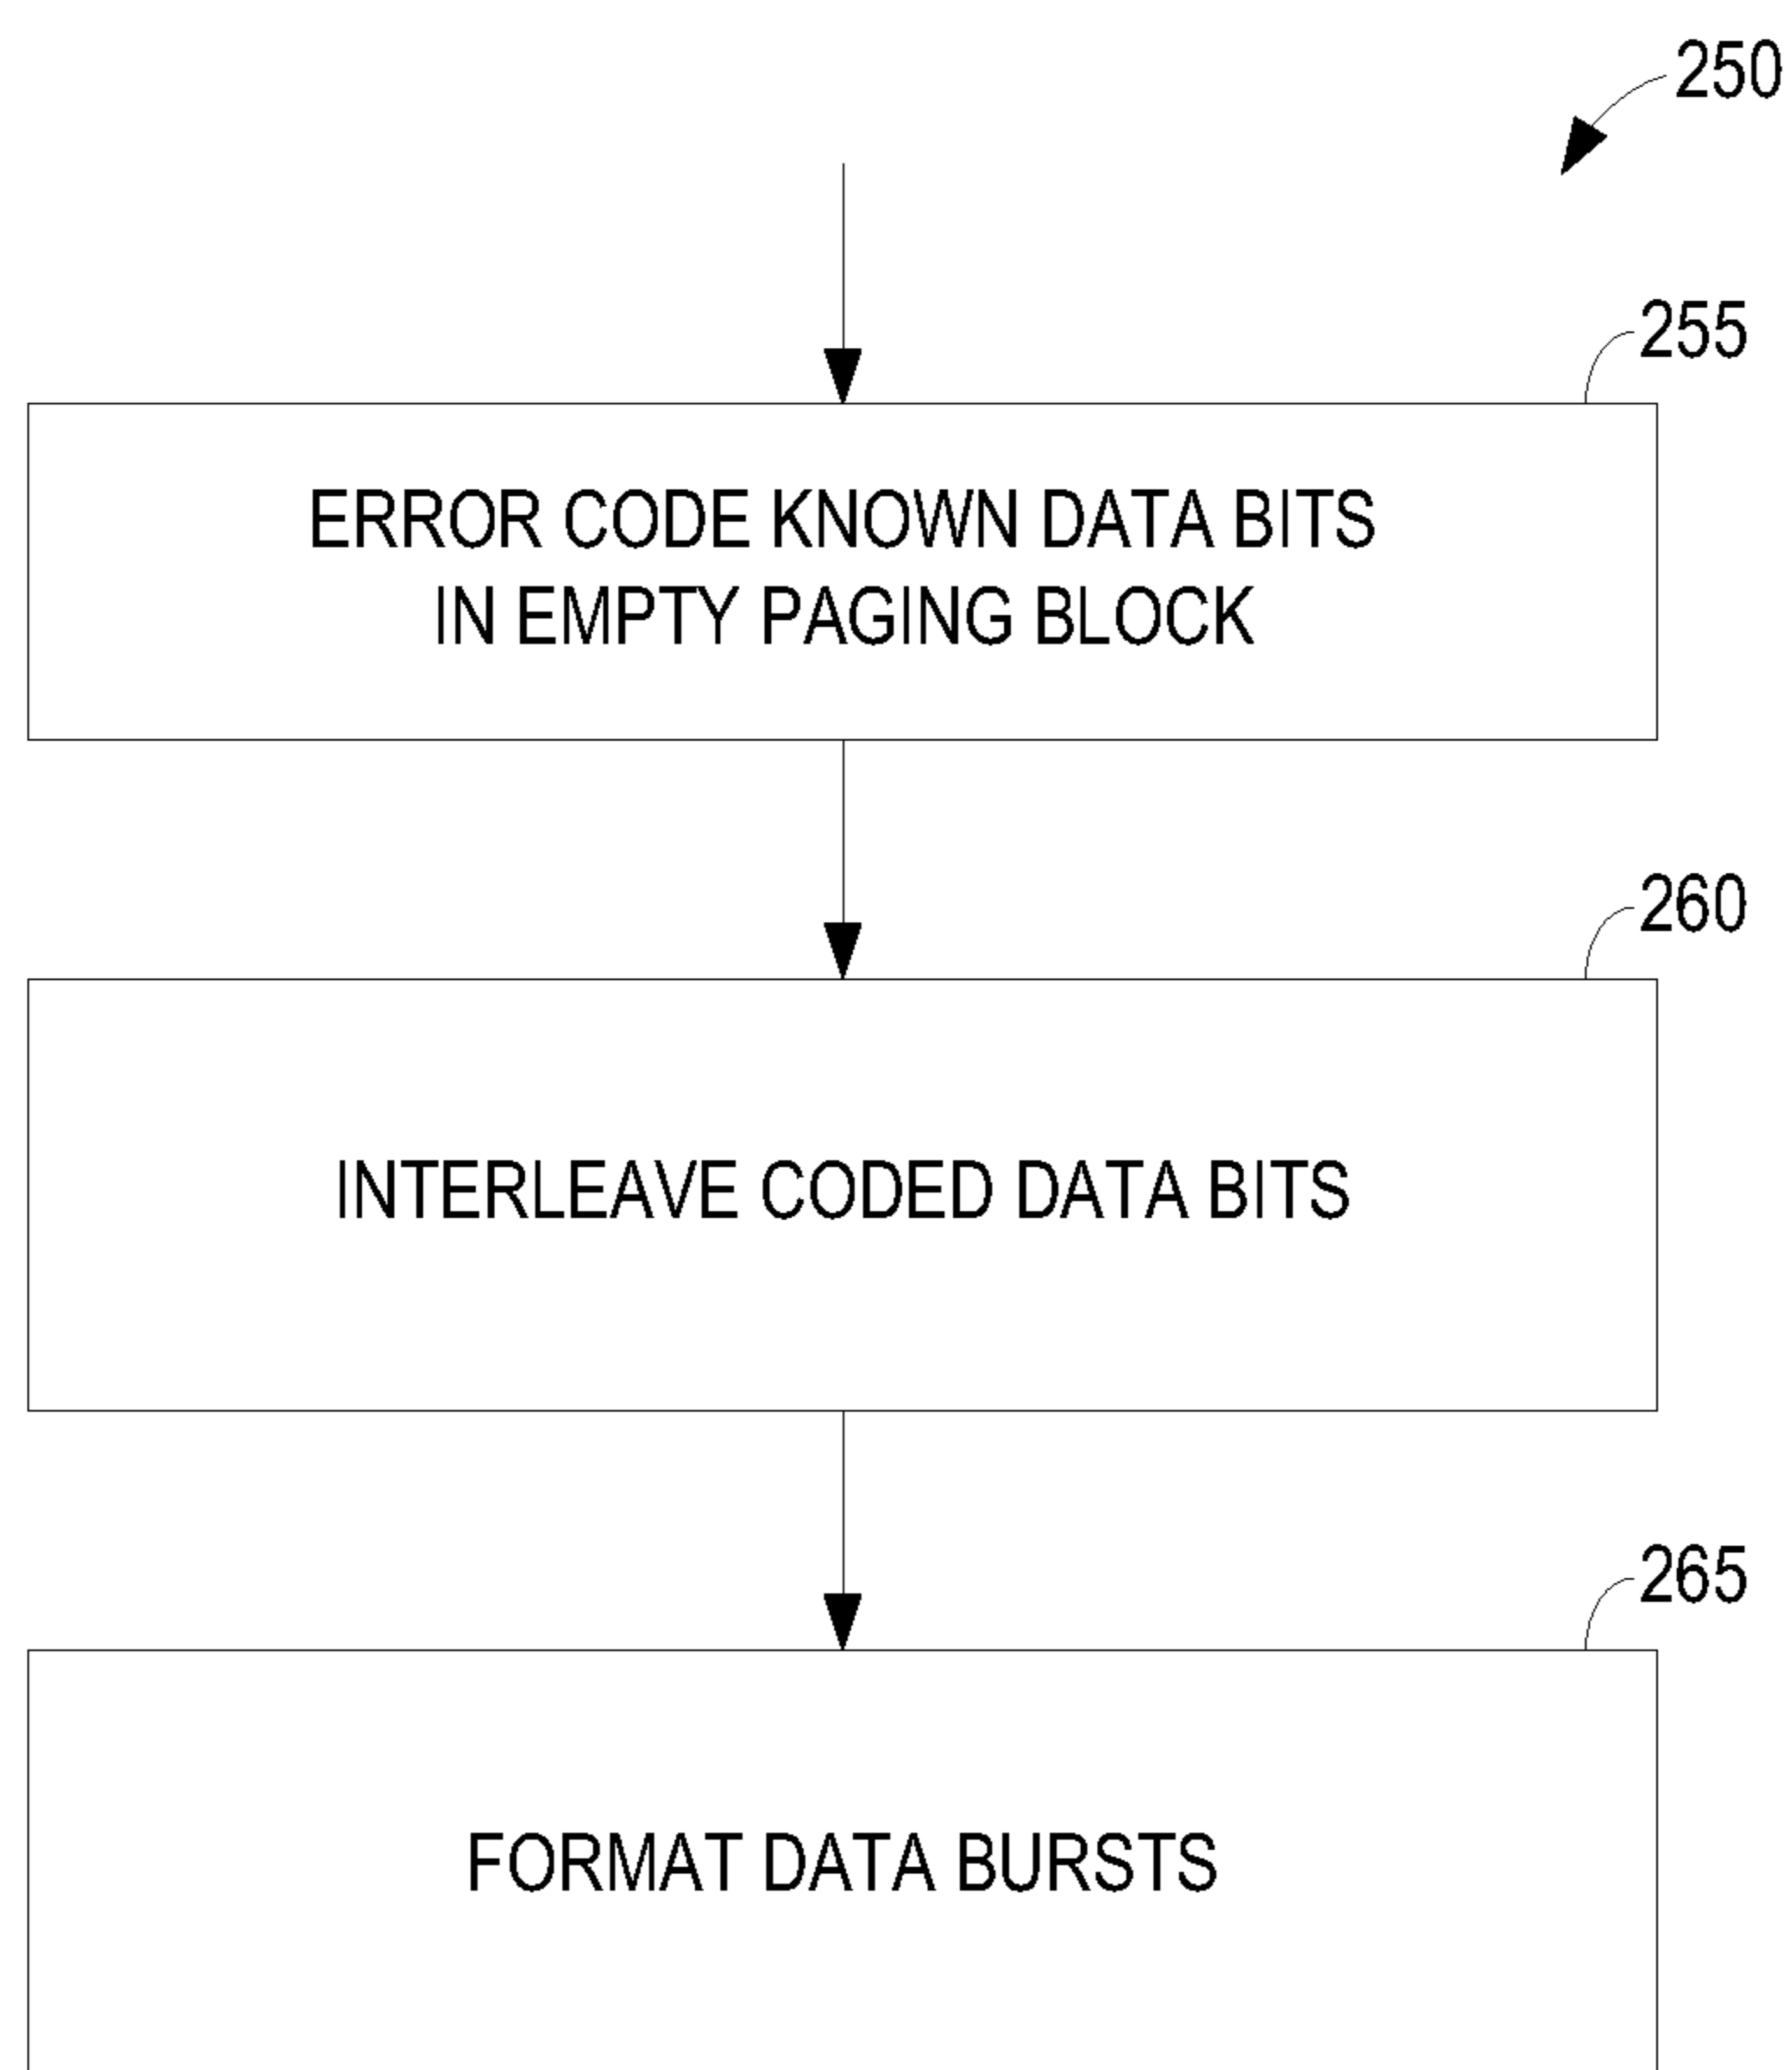 250
255
ERROR CODE KNOWN DATA BITS
IN EMPTY PAGING BLOCK
260
INTERLEAVE CODED DATA BITS
265
FORMAT DATA BURSTS